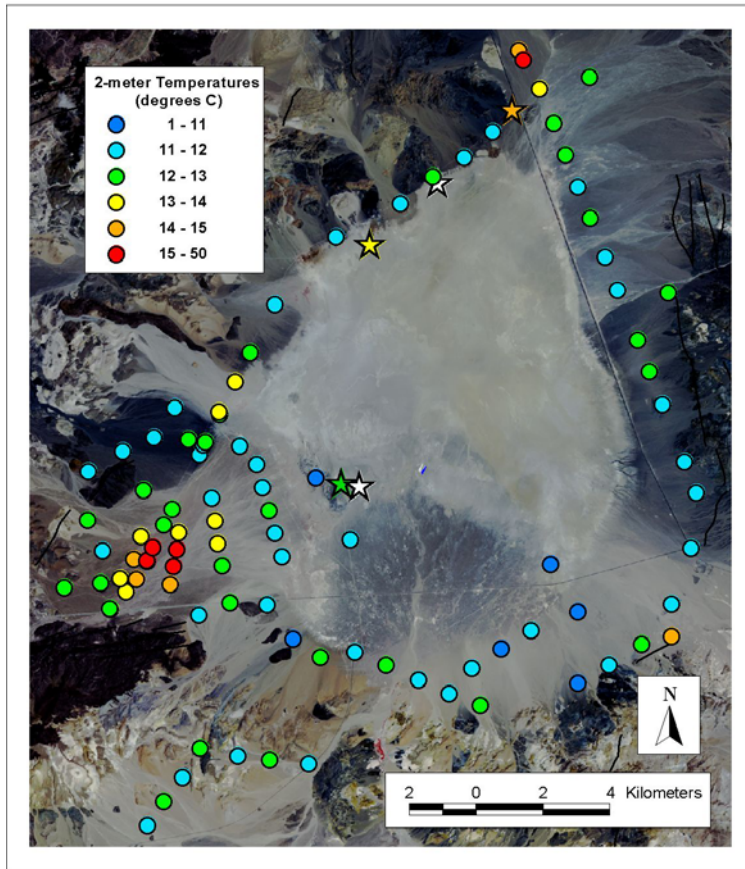 2-meter Temperatures
(degrees C)
1 - 11
11 - 12
12 - 13
13 - 14
14 - 15
15 - 50
N
2 0 2 4 Kilometers